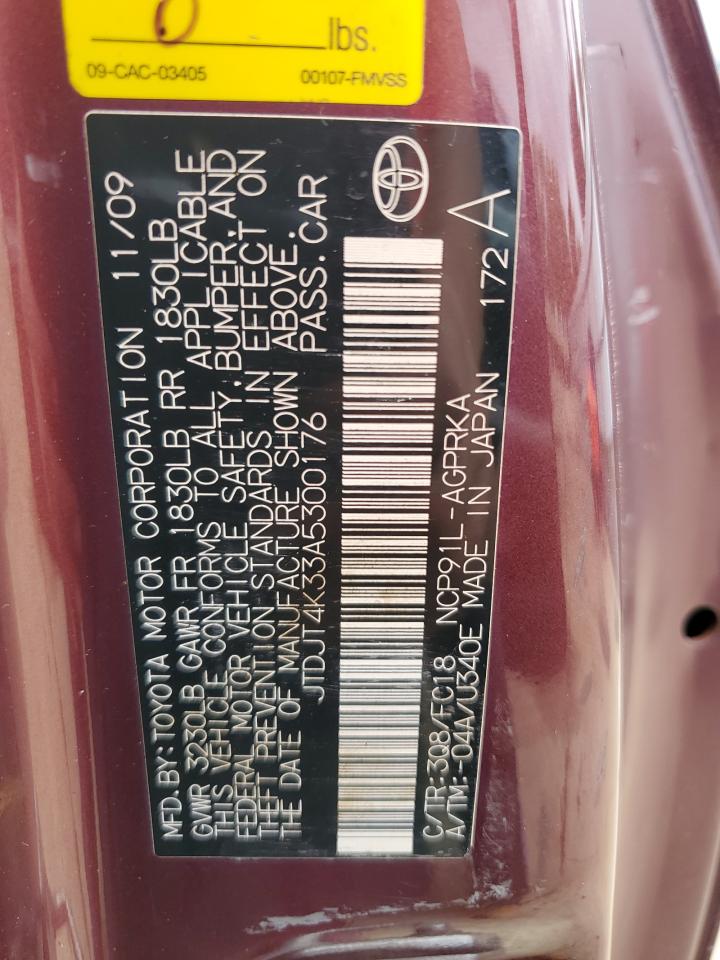 0 lbs.
09-CAC-03405 00107-FMVSS
MFD.BY:TOYOTA MOTOR CORPORATION 11/09
GVWR 3230LB GAWR FR 1830LB RR 1830LB
THIS VEHICLE CONFORMS TO ALL APPLICABLE
FEDERAL MOTOR VEHICLE SAFETY,BUMPER,AND
THEFT PREVENTION STANDARDS IN EFFECT ON
THE DATE OF MANUFACTURE SHOWN ABOVE.
JTDJT4K33A5300176 PASS.CAR
C/TR:3Q8/FC18 NCP91L-AGPRKA
A/TM:-04A/U340E MADE IN JAPAN 172 A